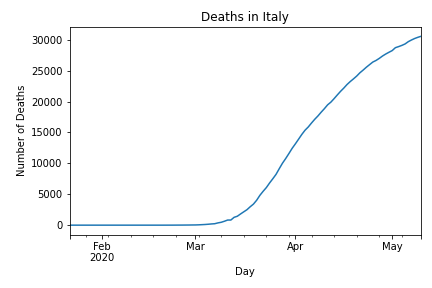 Deaths in Italy
30000
25000
20000
15000
10000
5000
0
Number of Deaths
Feb
2020
Mar
Apr
May
Day